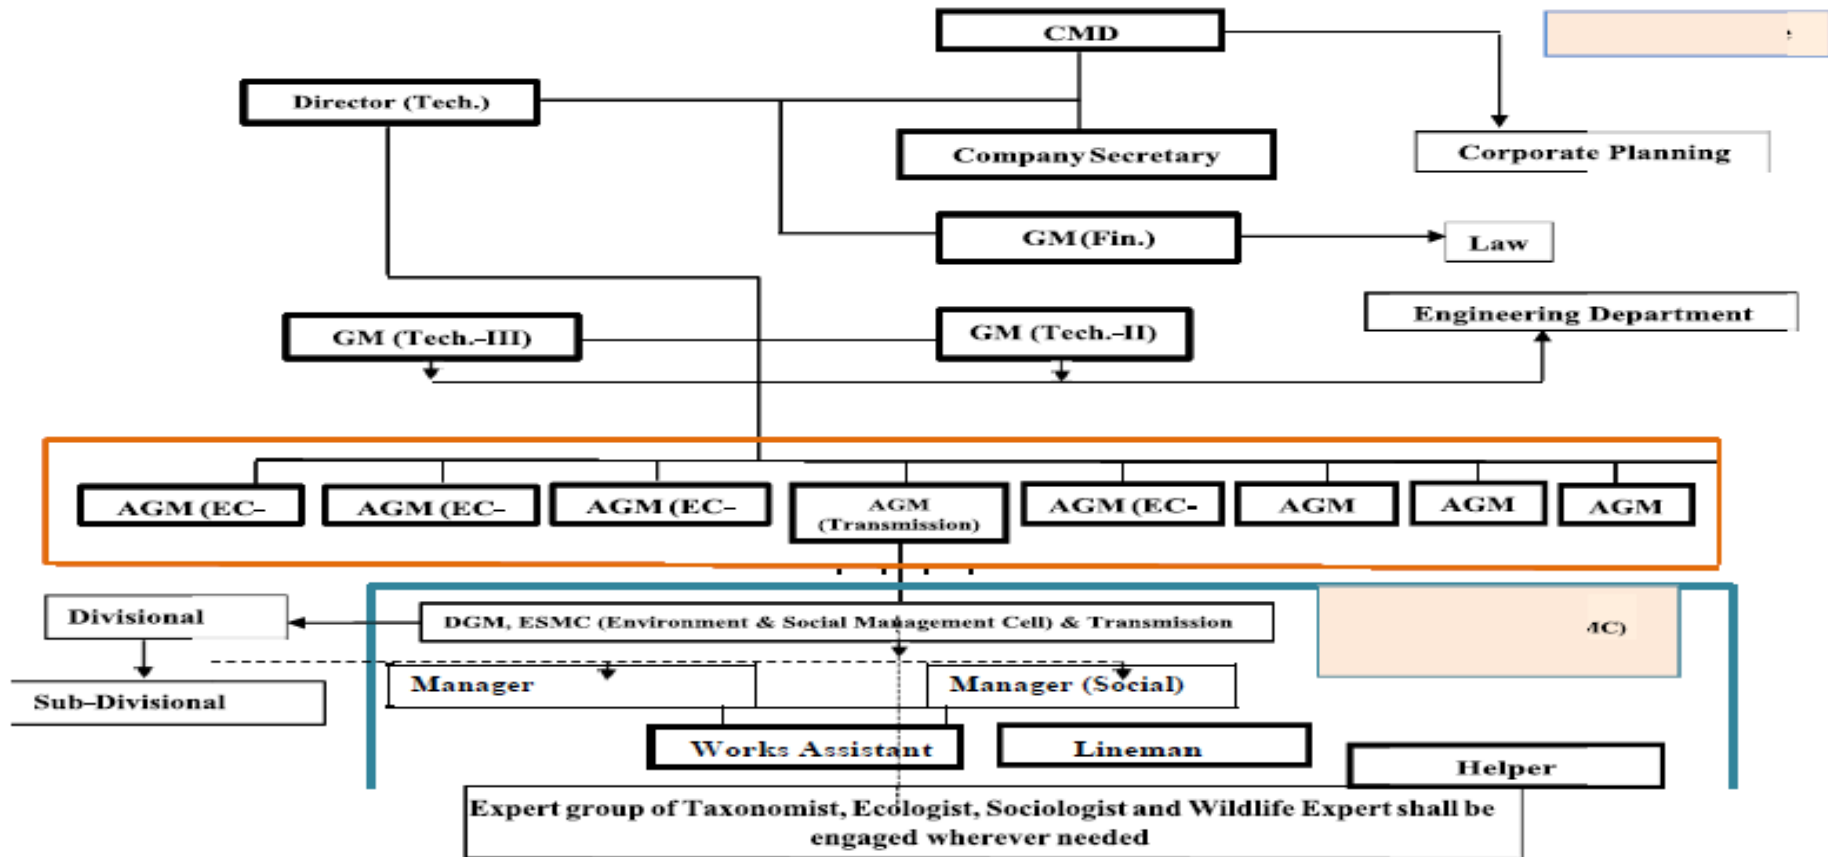 CMD
Director (Tech.)
Company Secretary
Corporate Planning
GM (Fin.)
Law
Engineering Department
GM (Tech.-III)
GM (Tech.-II)
AGM (EC-
AGM (EC-
AGM (EC-
AGM
(Transmission)
AGM (EC-
AGM
AGM
AGM
Divisional
DGM, ESMC (Environment & Social Management Cell) & Transmission
Manager
Manager (Social)
Sub-Divisional
Works Assistant
Lineman
Helper
Expert group of Taxonomist, Ecologist, Sociologist and Wildlife Expert shall be
engaged wherever needed